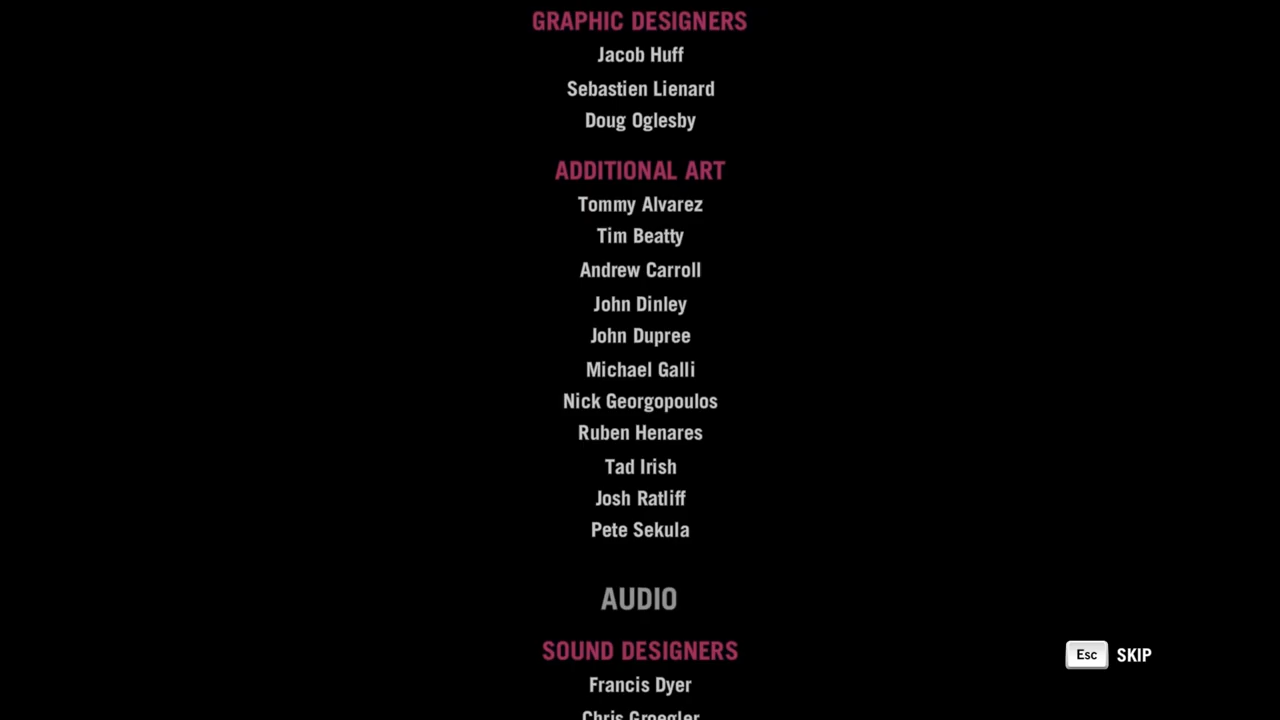 GRAPHIC DESIGNERS
Jacob Huff
Sebastien Lienard
Doug Oglesby
ADDITIONAL ART
Tommy Alvarez
Tim Beatty
Andrew Carroll
John Dinley
John Dupree
Michael Galli
Nick Georgopoulos
Ruben Henares
Tad Irish
Josh Ratliff
Pete Sekula
AUDIO
SOUND DESIGNERS
Esc SKIP
Francis Dyer
Chris Groegler